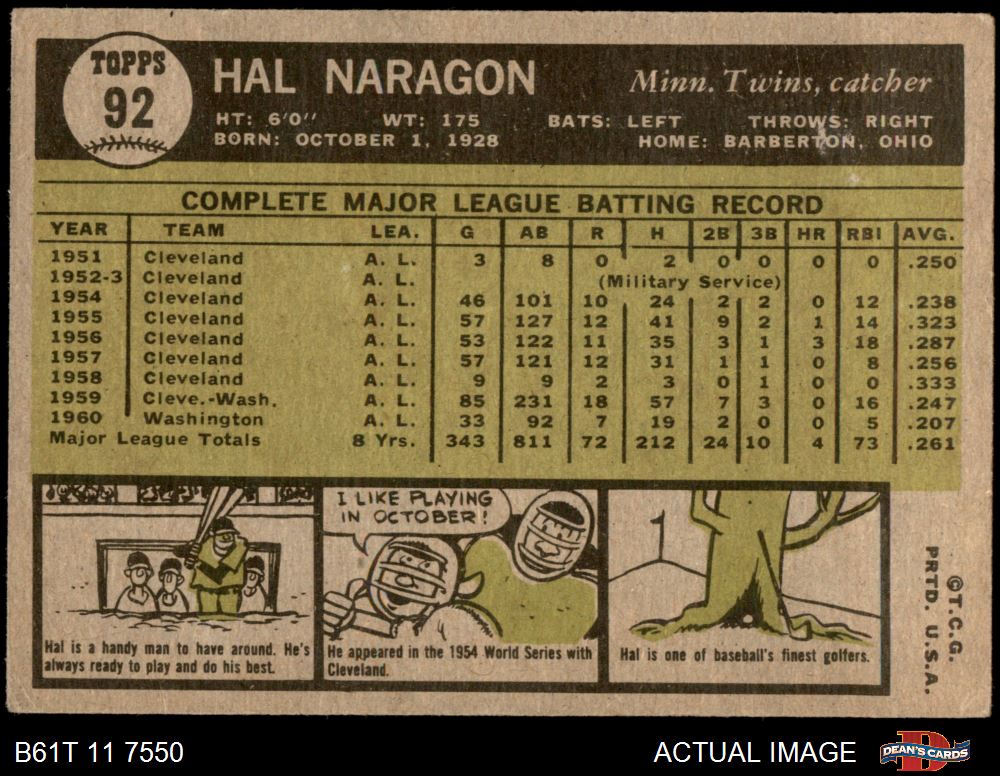 TOPPS
92
HAL NARAGON
Minn. Twins, catcher
HT: 6'0" WT: 175 BATS: LEFT THROWS: RIGHT
BORN: OCTOBER 1, 1928 HOME: BARBERTON, OHIO
COMPLETE MAJOR LEAGUE BATTING RECORD
YEAR TEAM LEA. G AB R H 2B 3B HR RBI AVG.
1951 Cleveland A. L. 3 8 0 2 0 0 0 0 .250
1952-3 Cleveland A. L. (Military Service)
1954 Cleveland A. L. 46 101 10 24 2 2 0 12 .238
1955 Cleveland A. L. 57 127 12 41 9 2 1 14 .323
1956 Cleveland A. L. 53 122 11 35 3 1 3 18 .287
1957 Cleveland A. L. 57 121 12 31 1 1 0 8 .256
1958 Cleveland A. L. 9 9 2 3 0 1 0 0 .333
1959 Cleve.-Wash. A. L. 85 231 18 57 7 3 0 16 .247
1960 Washington A. L. 33 92 7 19 2 0 0 5 .207
Major League Totals 8 Yrs. 343 811 72 212 24 10 4 73 .261
Hal is a handy man to have around. He's
always ready to play and do his best.
I LIKE PLAYING
IN OCTOBER!
He appeared in the 1954 World Series with
Cleveland.
1
Hal is one of baseball's finest golfers.
©T.C.G.
PRTD. U.S.A.
B61T 11 7550
ACTUAL IMAGE
DEAN'S CARDS